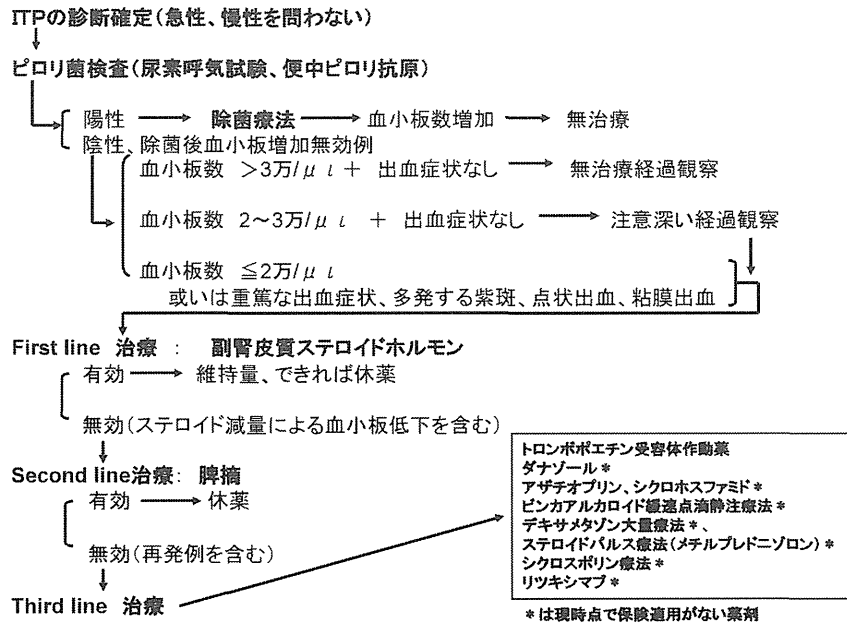 ITPの診断確定(急性、慢性を問わない)
ピロリ菌検査(尿素呼気試験、便中ピロリ抗原)
陽性 除菌療法 血小板数増加 無治療
陰性、除菌後血小板増加無効例
血小板数 >3万/μι + 出血症状なし 無治療経過観察
血小板数 2~3万/μι + 出血症状なし 注意深い経過観察
血小板数 ≦2万/μι
或いは重篤な出血症状、多発する紫斑、点状出血、粘膜出血
First line 治療 : 副腎皮質ステロイドホルモン
有効 維持量、できれば休薬
無効(ステロイド減量による血小板低下を含む)
Second line治療: 脾摘
有効 休薬
無効(再発例を含む)
Third line 治療
トロンボポエチン受容体作動薬
ダナゾール*
アザチオプリン、シクロホスファミド*
ビンカアルカロイド緩速点滴静注療法*
デキサメタゾン大量療法*、
ステロイドパルス療法(メチルプレドニゾロン)*
シクロスポリン療法*
リツキシマブ*
*は現時点で保険適用がない薬剤